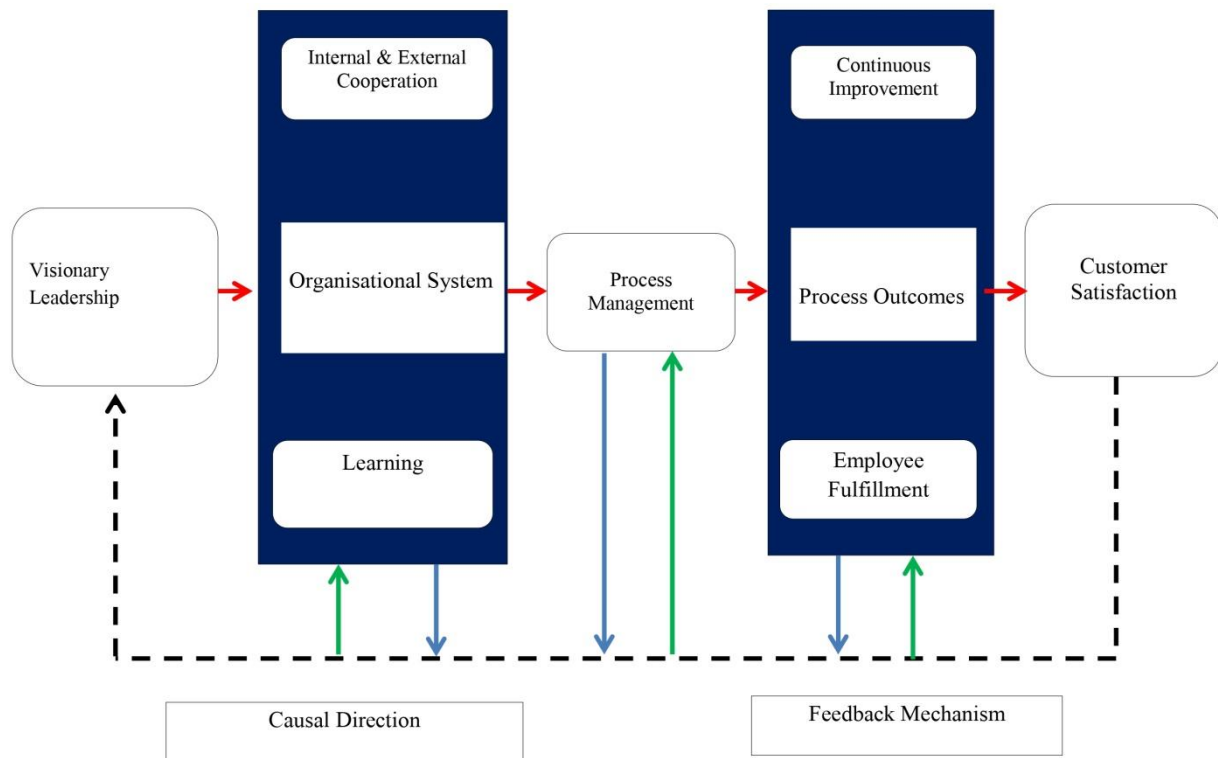 Internal & External
Cooperation
Continuous
Improvement
Visionary
Leadership
Organisational System
Process
Management
Process Outcomes
Customer
Satisfaction
Learning
Employee
Fulfillment
Causal Direction
Feedback Mechanism